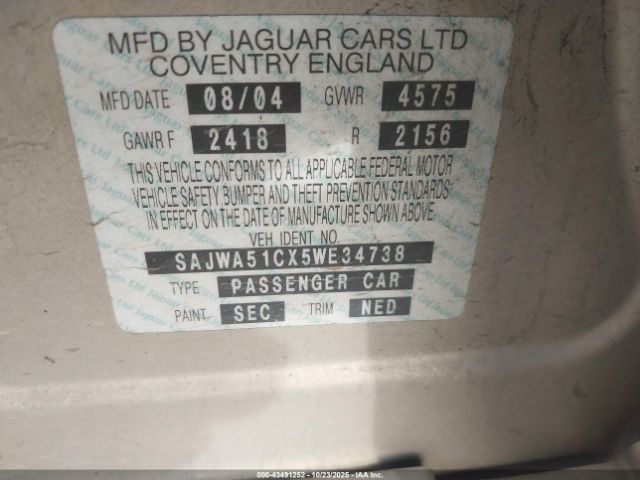 MFD BY JAGUAR CARS LTD
COVENTRY ENGLAND
MFD DATE 08/04 GVWR 4575
GAWR F 2418 R 2156
THIS VEHICLE CONFORMS TO ALL APPLICABLE FEDERAL MOTOR
VEHICLE SAFETY, BUMPER AND THEFT PREVENTION STANDARDS
IN EFFECT ON THE DATE OF MANUFACTURE SHOWN ABOVE.
VEH IDENT NO.
SAJWA51CX5WE34738
TYPE PASSENGER CAR
PAINT SEC TRIM NED
000-43491252 | 10/23/2025 | IAA Inc.